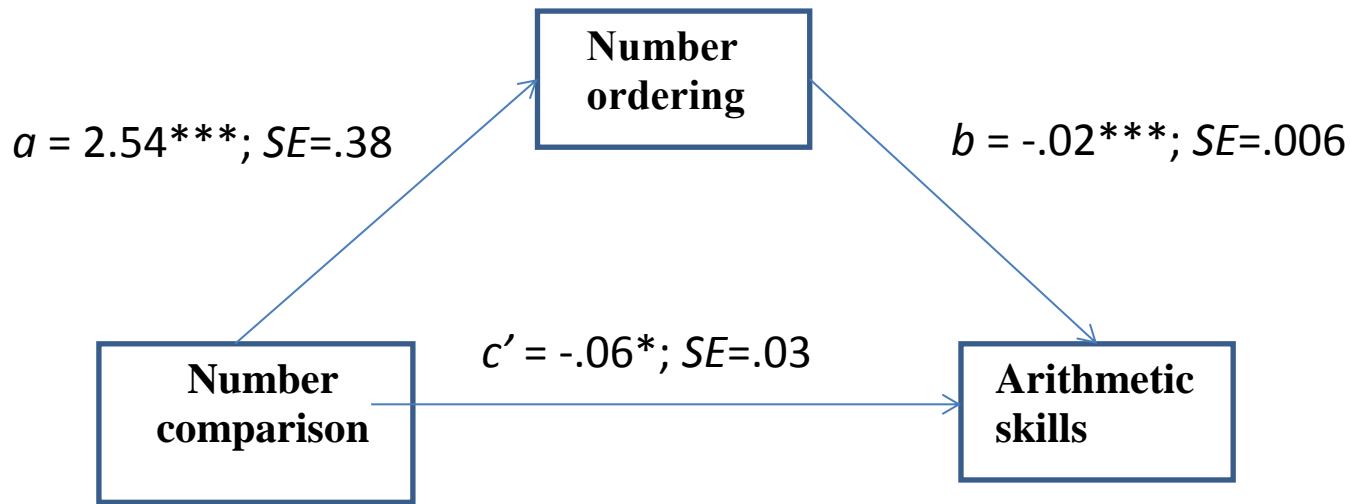 Number
ordering
a = 2.54***; SE=.38
b = -.02***; SE=.006
c’ = -.06*; SE=.03
Number
comparison
Arithmetic
skills